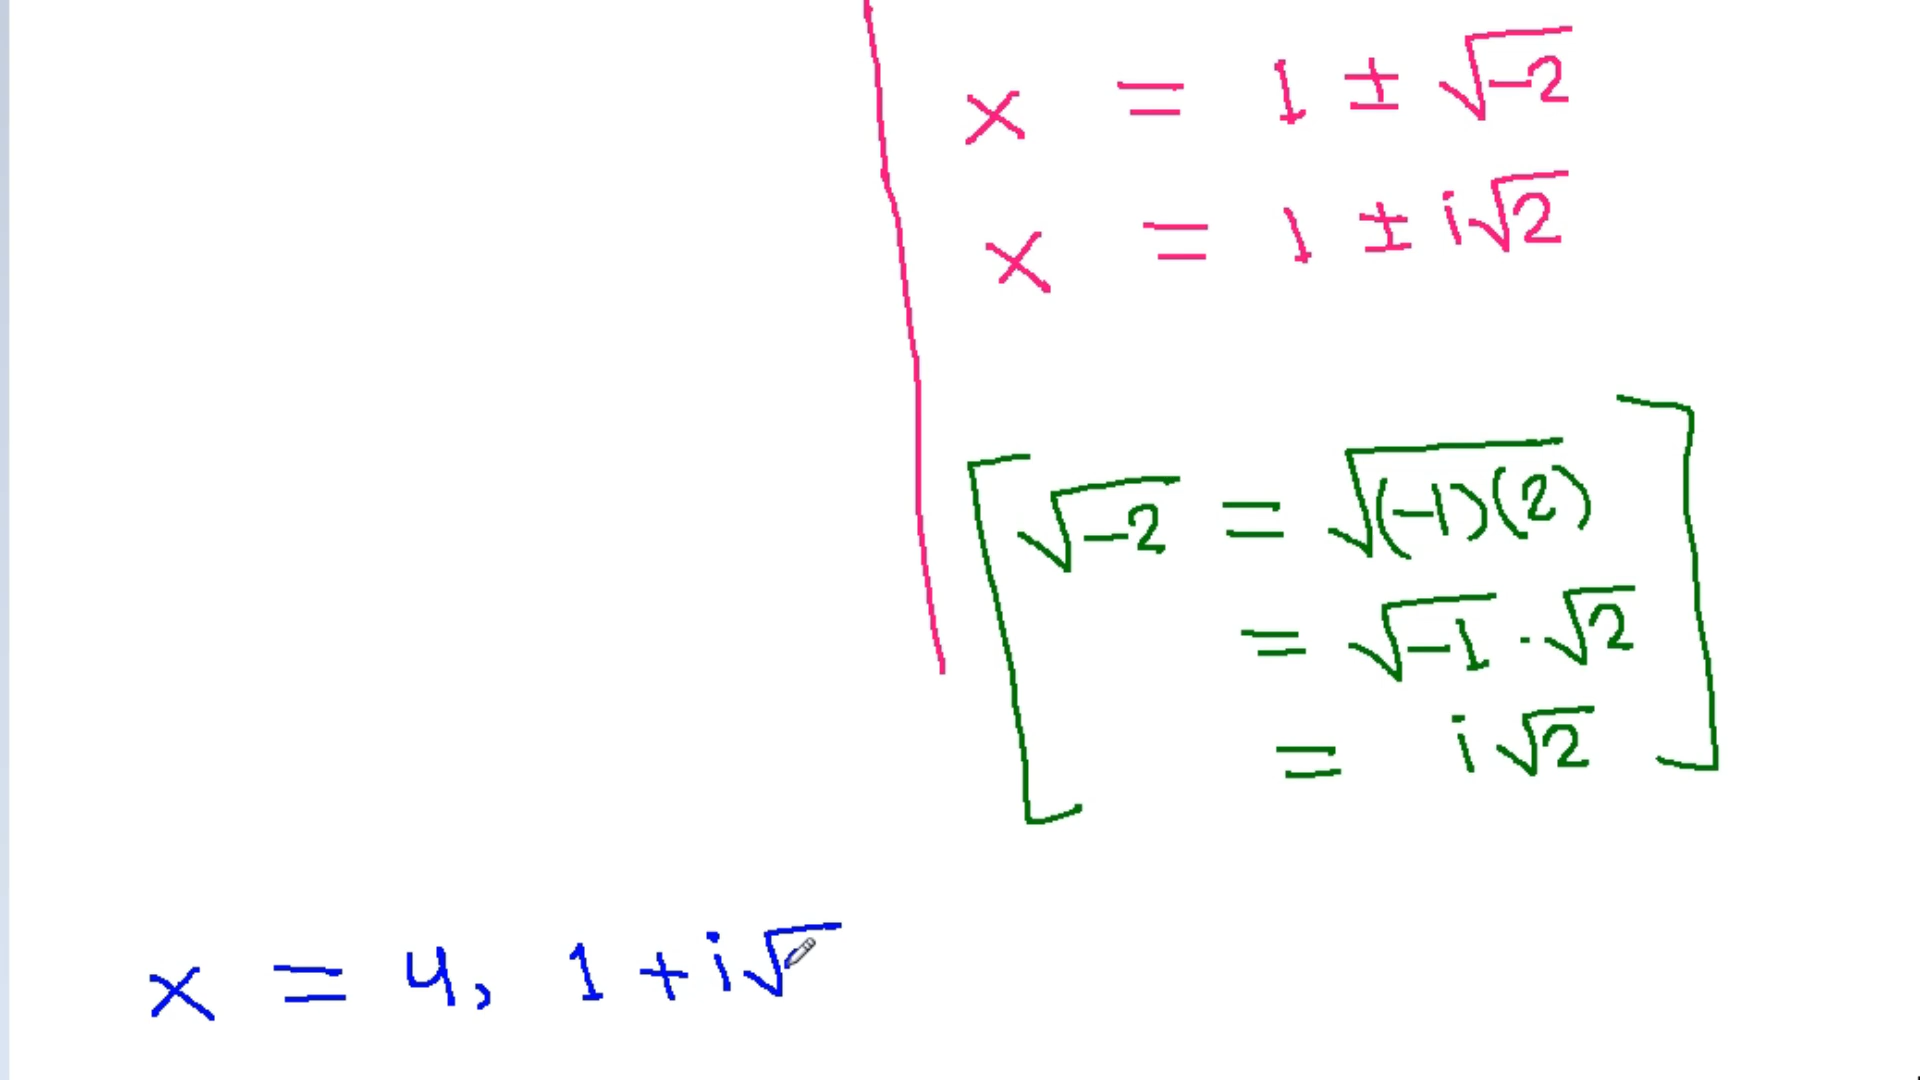 x = 1 ± √-2
x = 1 ± i√2
[√-2 = √(-1)(2)
= √-1 · √2
= i√2]
x = 4, 1 + i√